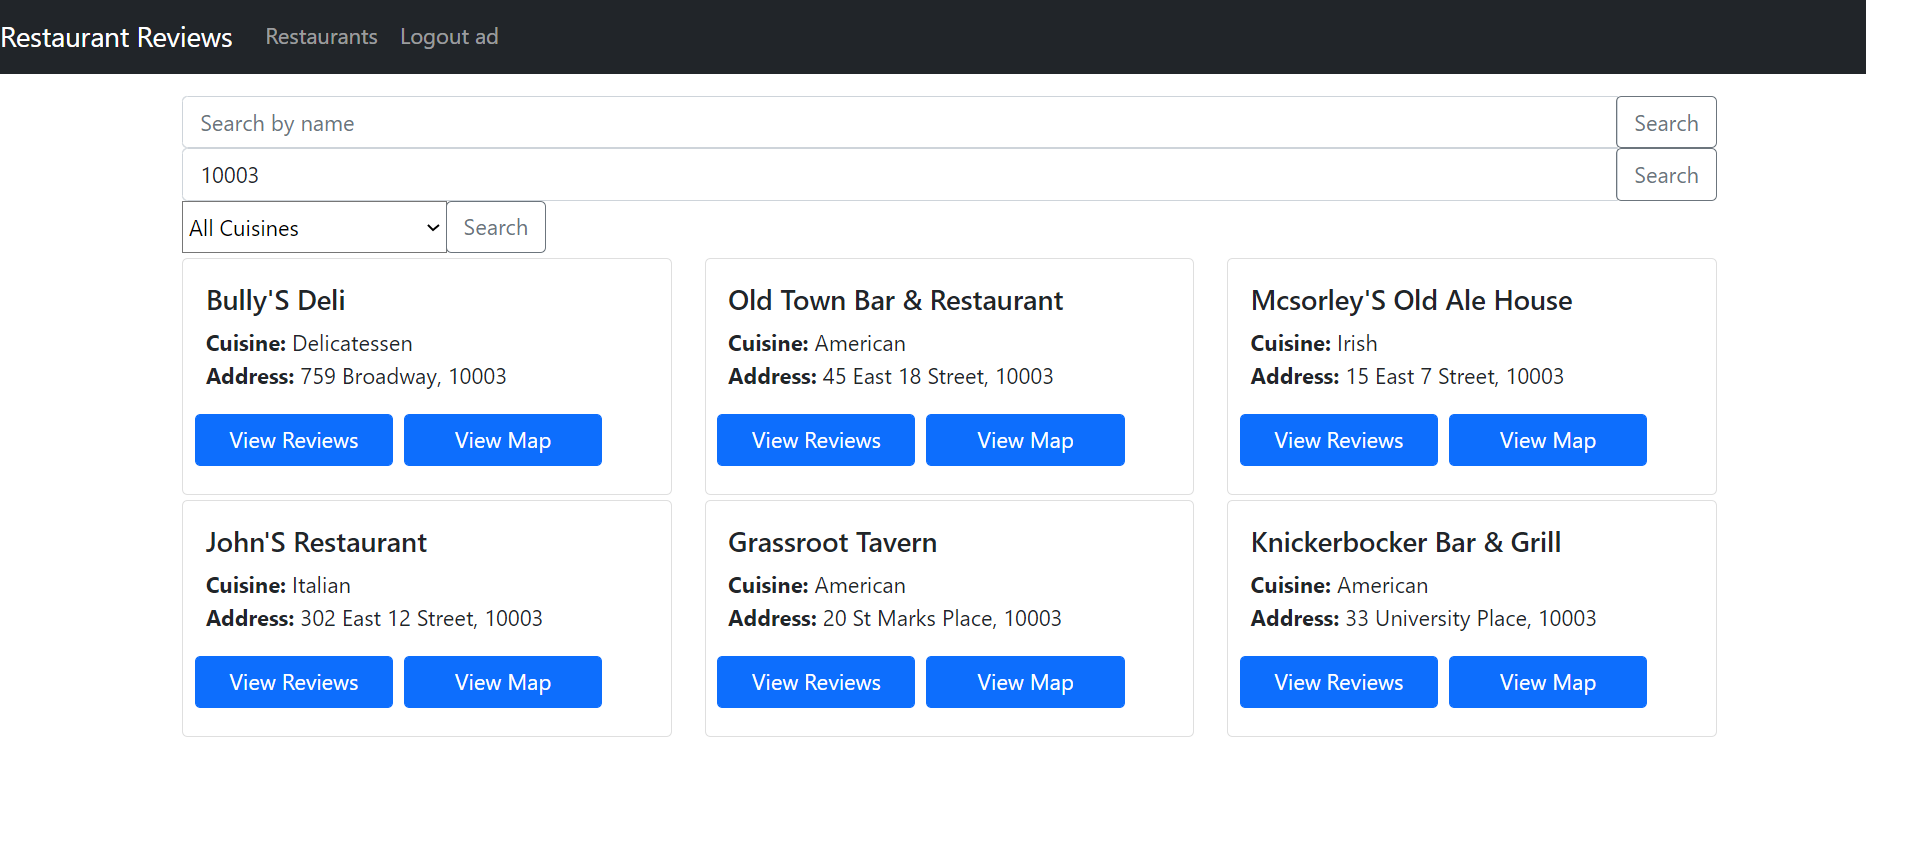 Restaurant Reviews Restaurants Logout ad
Search by name Search
10003 Search
All Cuisines Search
Bully'S Deli
Cuisine: Delicatessen
Address: 759 Broadway, 10003
View Reviews View Map
Old Town Bar & Restaurant
Cuisine: American
Address: 45 East 18 Street, 10003
View Reviews View Map
Mcsorley'S Old Ale House
Cuisine: Irish
Address: 15 East 7 Street, 10003
View Reviews View Map
John'S Restaurant
Cuisine: Italian
Address: 302 East 12 Street, 10003
View Reviews View Map
Grassroot Tavern
Cuisine: American
Address: 20 St Marks Place, 10003
View Reviews View Map
Knickerbocker Bar & Grill
Cuisine: American
Address: 33 University Place, 10003
View Reviews View Map